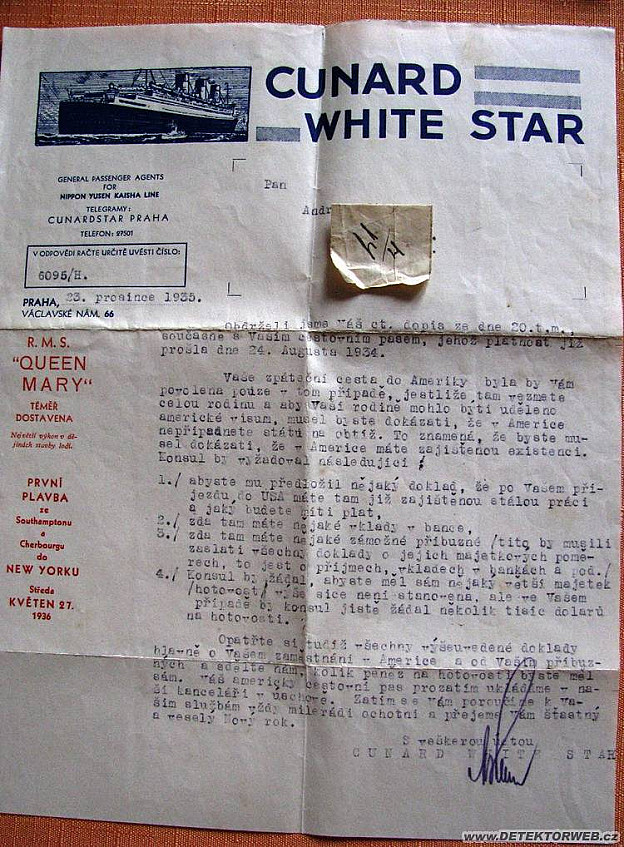 CUNARD
WHITE STAR
GENERAL PASSENGER AGENTS
FOR
NIPPON YUSEN KAISHA LINE
TELEGRAMY:
CUNARDSTAR PRAHA
TELEFON: 27501
V ODPOVĚDI RAČTE URČITĚ UVÉSTI ČÍSLO:
6095/H.
PRAHA, 23. prosince 1935.
VÁCLAVSKÉ NÁM. 66
Pan
Andr
R. M. S.
"QUEEN
MARY"
TÉMĚŘ
DOSTAVENA
Největší výkon v dě-
jinách stavby lodí.
PRVNÍ
PLAVBA
ze
Southamptonu
a
Cherbourgu
do
NEW YORKU
Středa
KVĚTEN 27.
1936
Obdrželi jsme Váš ct. dopis ze dne 20.t.m.,
současně s Vaším cestovním pasem, jehož platnost již
prošla dne 24. Augusta 1934.
Vaše zpáteční cesta do Ameriky byla by Vám
povolena pouze v tom případě, jestliže tam vezmete
celou rodinu a aby Vaší rodině mohlo býti uděleno
americké visum, musel byste dokázati, že v Americe
nepřipadnete státu na obtíž. To znamená, že byste mu-
sel dokázati, že v Americe máte zajištěnou existenci.
Konsul by vyžadoval následující:
1./ abyste mu předložil nějaký doklad, že po Vašem při-
jezdu do USA máte tam již zajištěnou stálou práci
a jaký budete míti plat,
2./ zda tam máte nějaké vklady v bance,
3./ zda tam máte nějaké zámožné příbuzné /tito by musili
zaslati všechny doklady o jejich majetkových pomě-
rech, to jest o příjmech, vkladech v bankách a pod./
4./ Konsul by žádal, abyste měl sám nějaký větší majetek
/hotovost/ výše sice není stanovena, ale ve Vašem
případě by konsul jistě žádal několik tisíc dolarů
na hotovosti.
Opatřte si tudíž všechny výšeuvedené doklady
hlavně o Vašem zaměstnání v Americe a od Vašich příbuz-
ných a sdělte nám, kolik peněz na hotovosti byste měl
sám. Váš americký cestovní pas prozatím ukládáme v na-
ší kanceláři v úschově. Zatím se Vám poroučíme k Va-
šim službám vždy milerádi ochotni a přejeme Vám šťastný
a veselý Nový rok.
S veškerou úctou
CUNARD WHITE STAR
www.DETEKTORWEB.cz